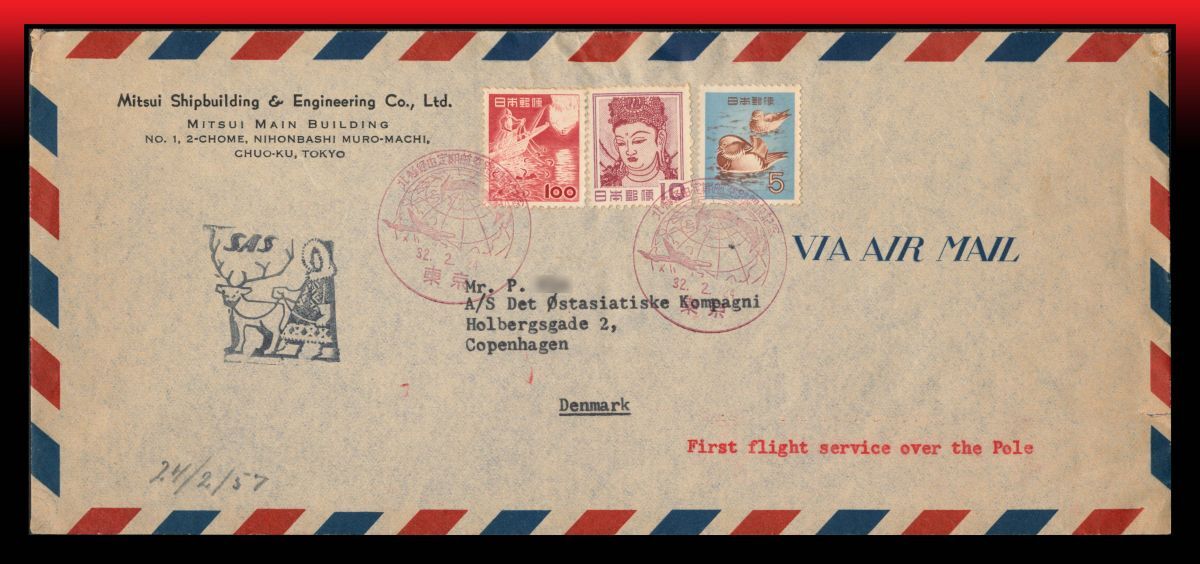 Mitsui Shipbuilding & Engineering Co., Ltd.
MITSUI MAIN BUILDING
NO. 1, 2-CHOME, NIHONBASHI MURO-MACHI,
CHUO-KU, TOKYO
日本郵便
100
日本郵便 10
日本郵便
5
SAS
32. 2.
東京
32. 2.
東京
VIA AIR MAIL
Mr. P.
A/S Det Østasiatiske Kompagni
Holbergsgade 2,
Copenhagen
Denmark
First flight service over the Pole
24/2/57